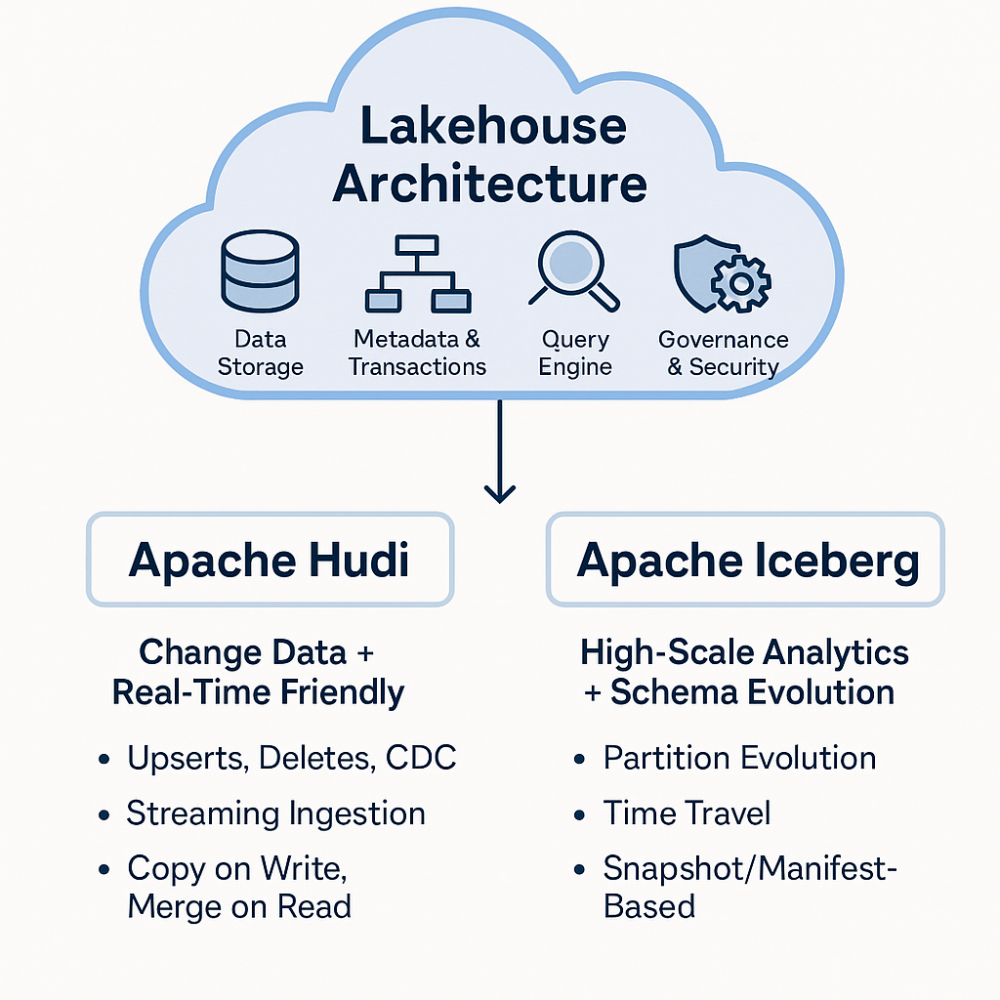 Lakehouse
Architecture
Data
Storage
Metadata &
Transactions
Query
Engine
Governance
& Security
Apache Hudi
Change Data +
Real-Time Friendly
• Upserts, Deletes, CDC
• Streaming Ingestion
• Copy on Write,
Merge on Read
Apache Iceberg
High-Scale Analytics
+ Schema Evolution
• Partition Evolution
• Time Travel
• Snapshot/Manifest-
Based